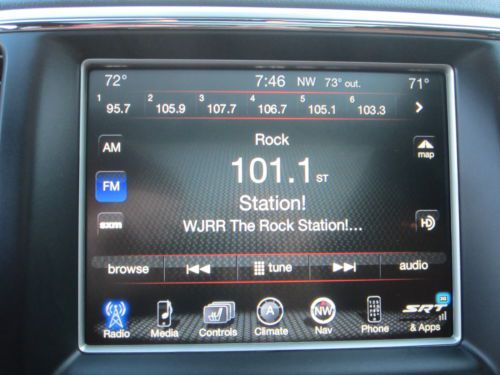 72° 7:46 NW 73° out. 71°
1 95.7 2 105.9 3 107.7 4 106.7 5 105.1 6 103.3
AM Rock map
FM 101.1 ST
Station!
sxm WJRR The Rock Station!... HD
browse tune audio
A NW SRT
Radio Media Controls Climate Nav Phone & Apps